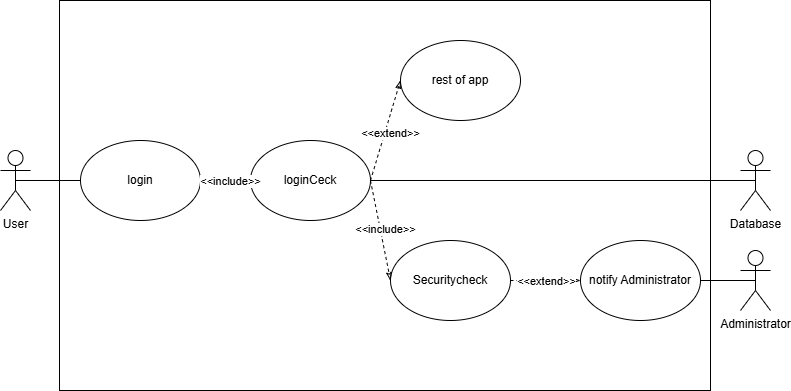 rest of app
<<extend>>
login
<<include>>
loginCeck
User
Database
<<include>>
Securitycheck
<<extend>>
notify Administrator
Administrator